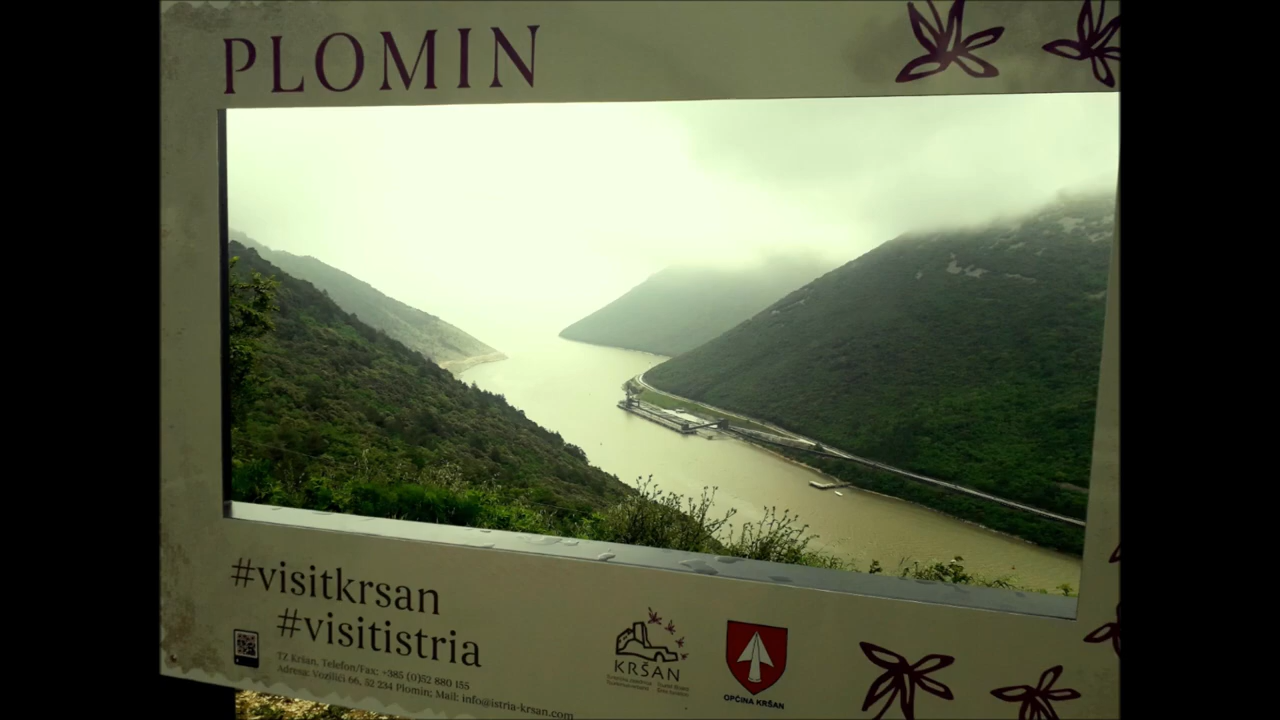 PLOMIN
#visitkrsan
#visitistria
TZ Kršan, Telefon/Fax: +385 (0)52 880 155
Adresa: Vozilići 66, 52 234 Plomin; Mail: info@istria-krsan.com
KRŠAN
OPĆINA KRŠAN